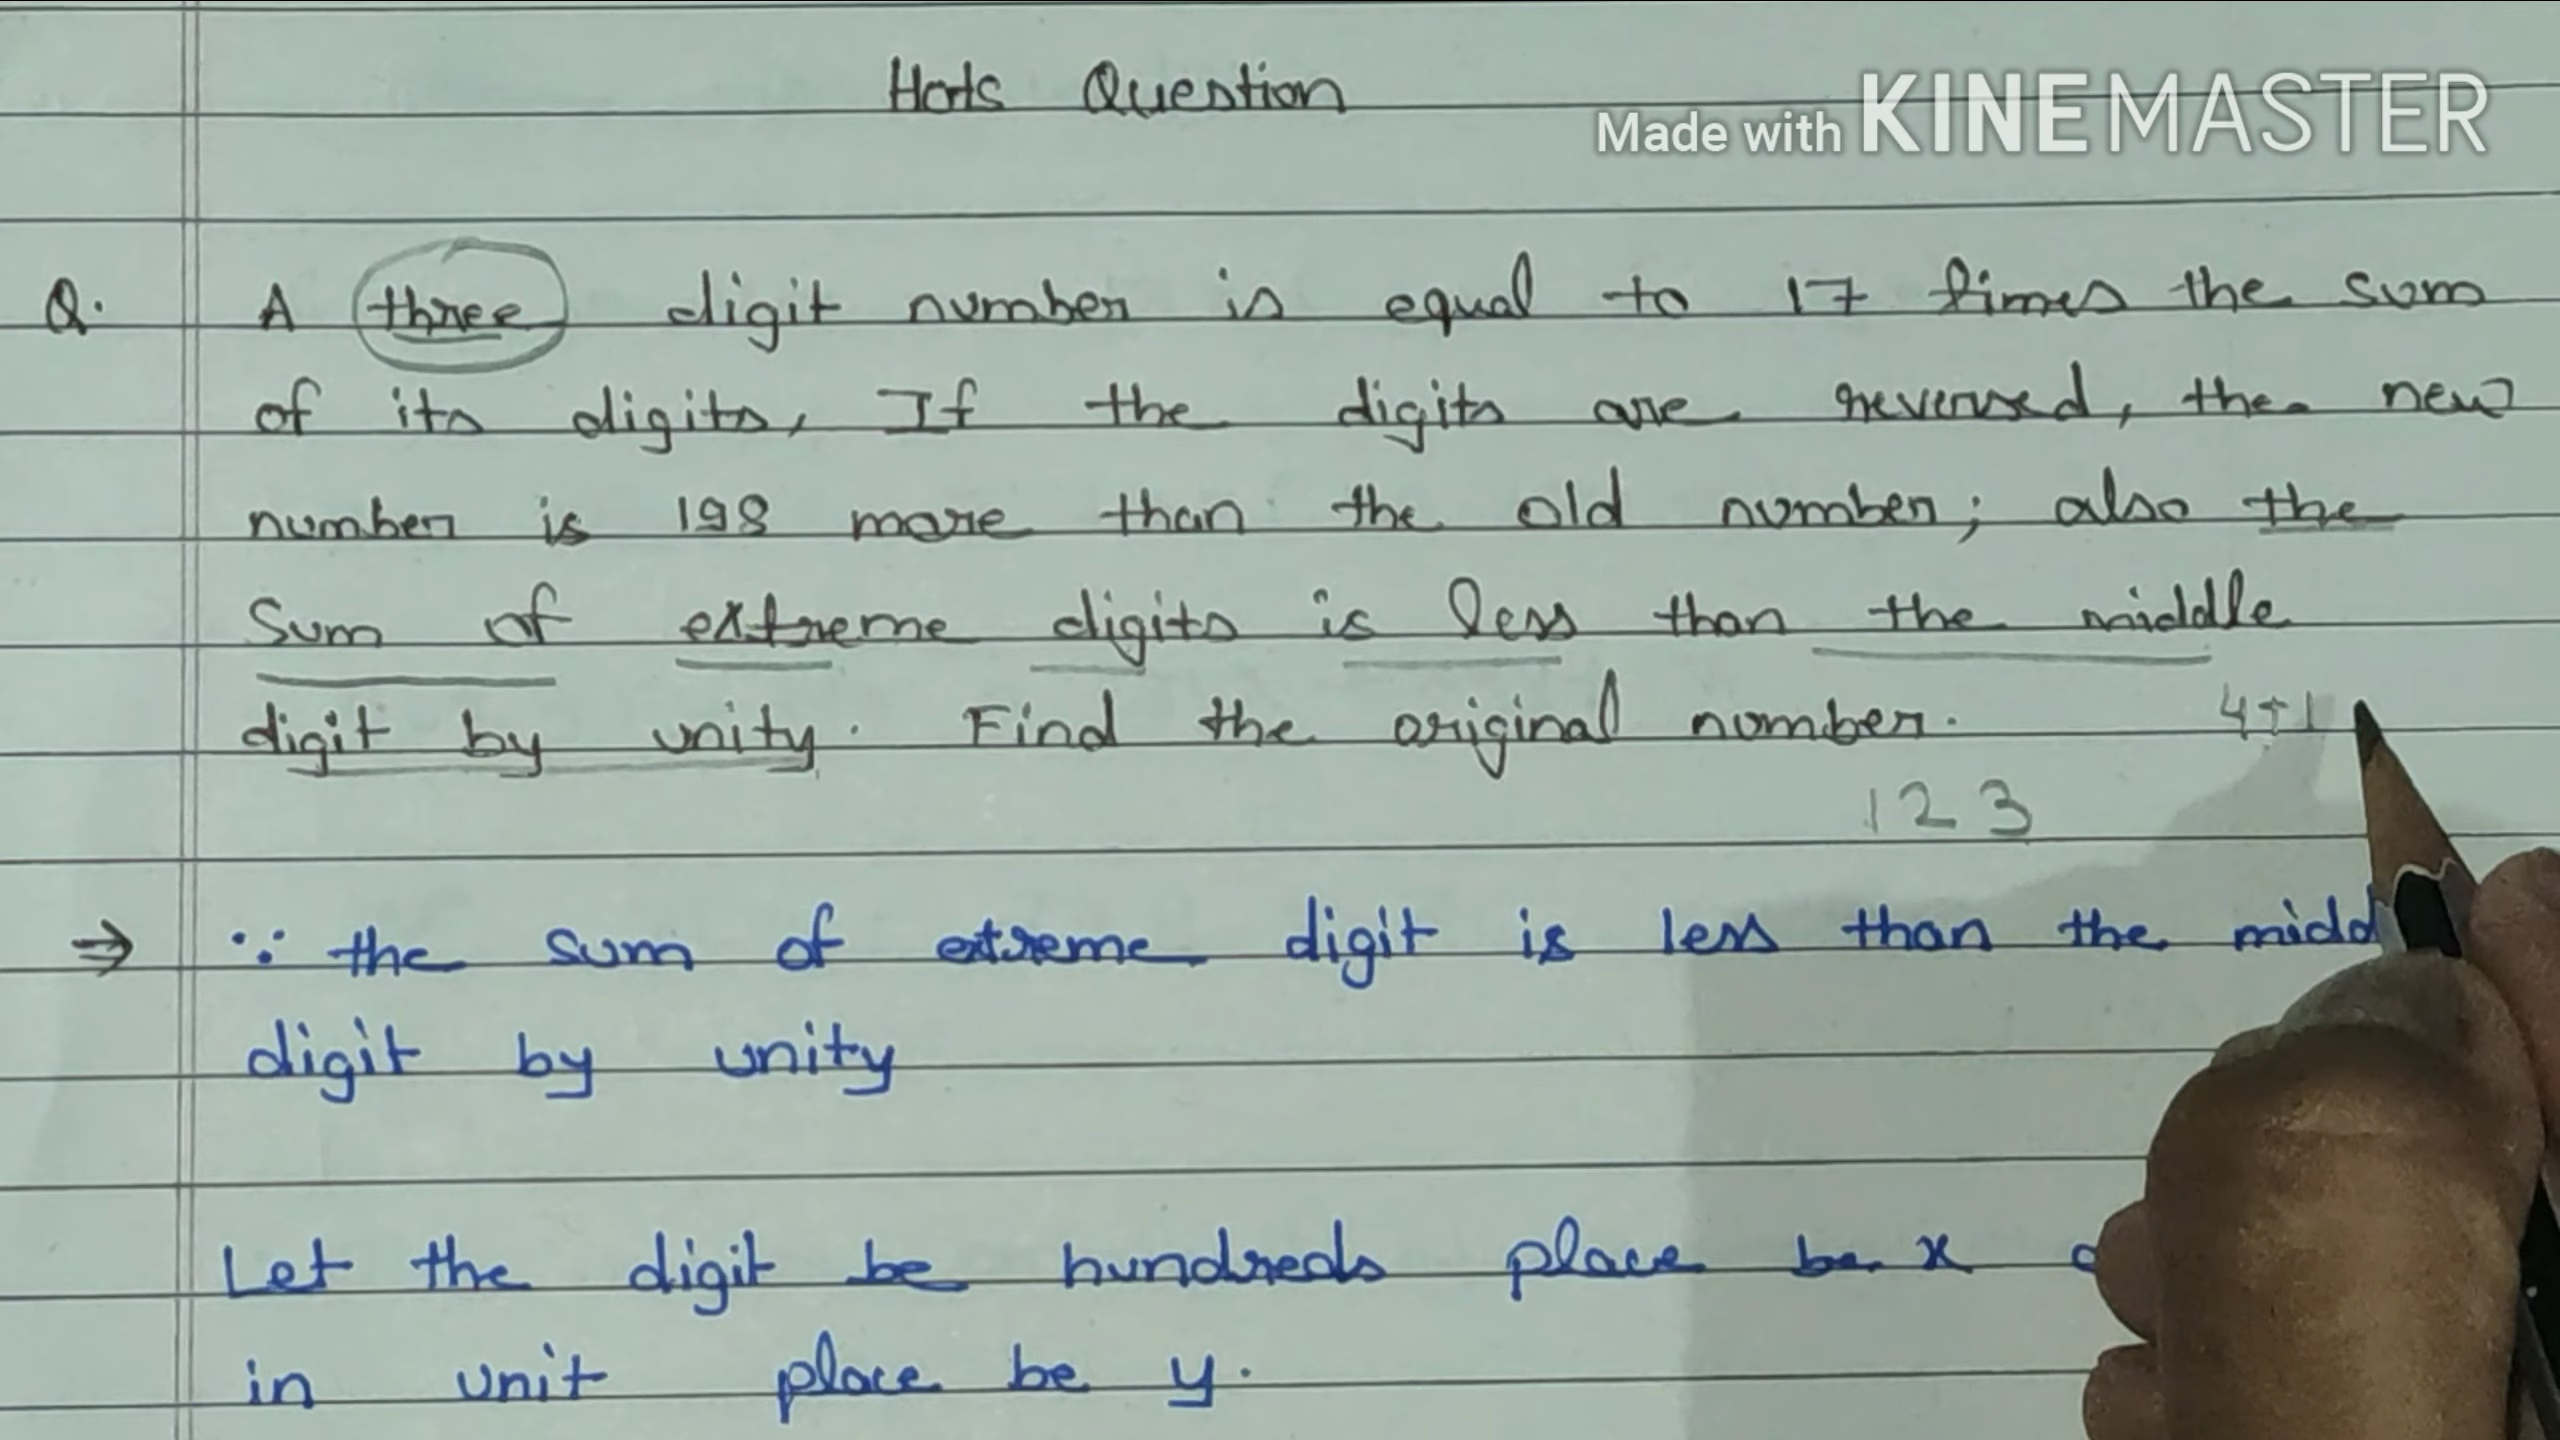 Hots Question
Made with KINEMASTER
Q. A three digit number is equal to 17 times the sum
of its digits, If the digits are reversed, the new
number is 198 more than the old number; also the
Sum of extreme digits is less than the middle
digit by unity. Find the original number. 4+1
123
⇒ ∵ the sum of extreme digit is less than the midd
digit by unity
Let the digit be hundreds place be x
in unit place be y.